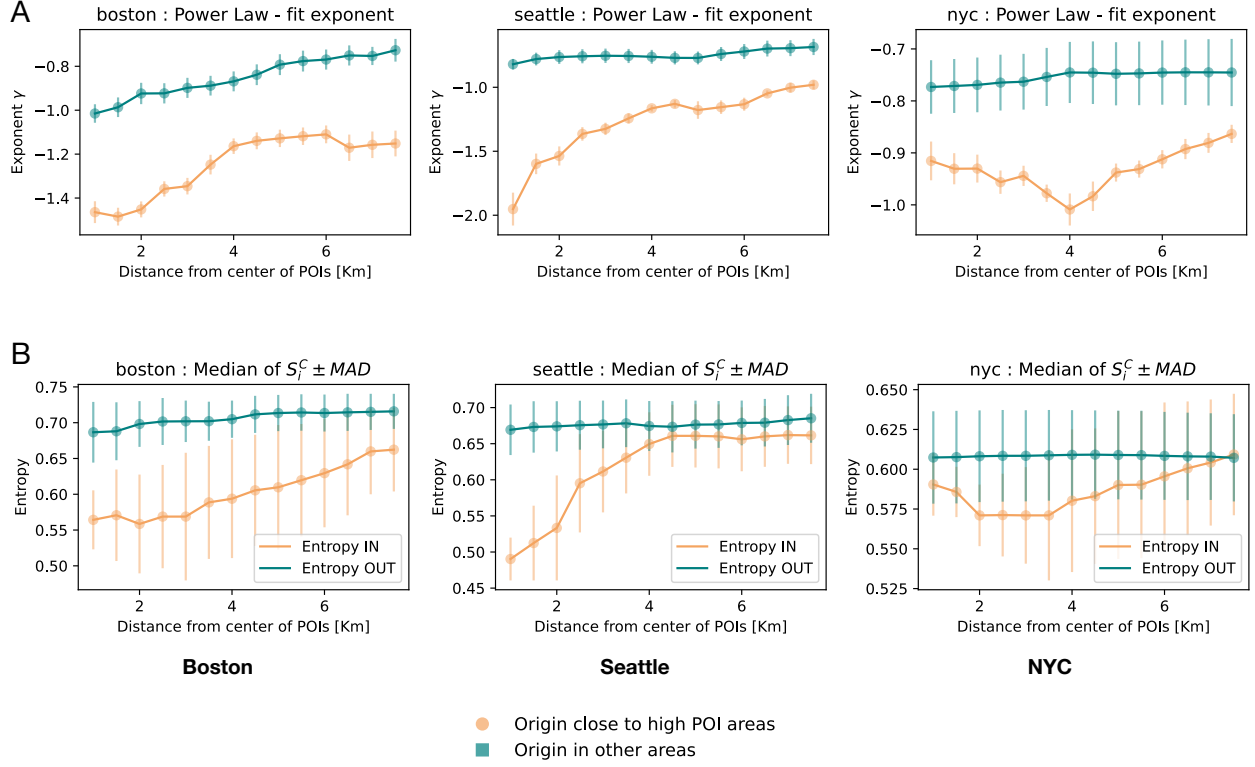 A
boston : Power Law - fit exponent
Exponent γ
−0.8
−1.0
−1.2
−1.4
2
4
6
Distance from center of POIs [Km]
seattle : Power Law - fit exponent
Exponent γ
−1.0
−1.5
−2.0
2
4
6
Distance from center of POIs [Km]
nyc : Power Law - fit exponent
Exponent γ
−0.7
−0.8
−0.9
−1.0
2
4
6
Distance from center of POIs [Km]
B
boston : Median of $S_i^C \pm MAD$
Entropy
0.75
0.70
0.65
0.60
0.55
0.50
2
4
6
Entropy IN
Entropy OUT
Distance from center of POIs [Km]
Boston
seattle : Median of $S_i^C \pm MAD$
Entropy
0.70
0.65
0.60
0.55
0.50
0.45
2
4
6
Entropy IN
Entropy OUT
Distance from center of POIs [Km]
Seattle
nyc : Median of $S_i^C \pm MAD$
Entropy
0.650
0.625
0.600
0.575
0.550
0.525
2
4
6
Entropy IN
Entropy OUT
Distance from center of POIs [Km]
NYC
Origin close to high POI areas
Origin in other areas